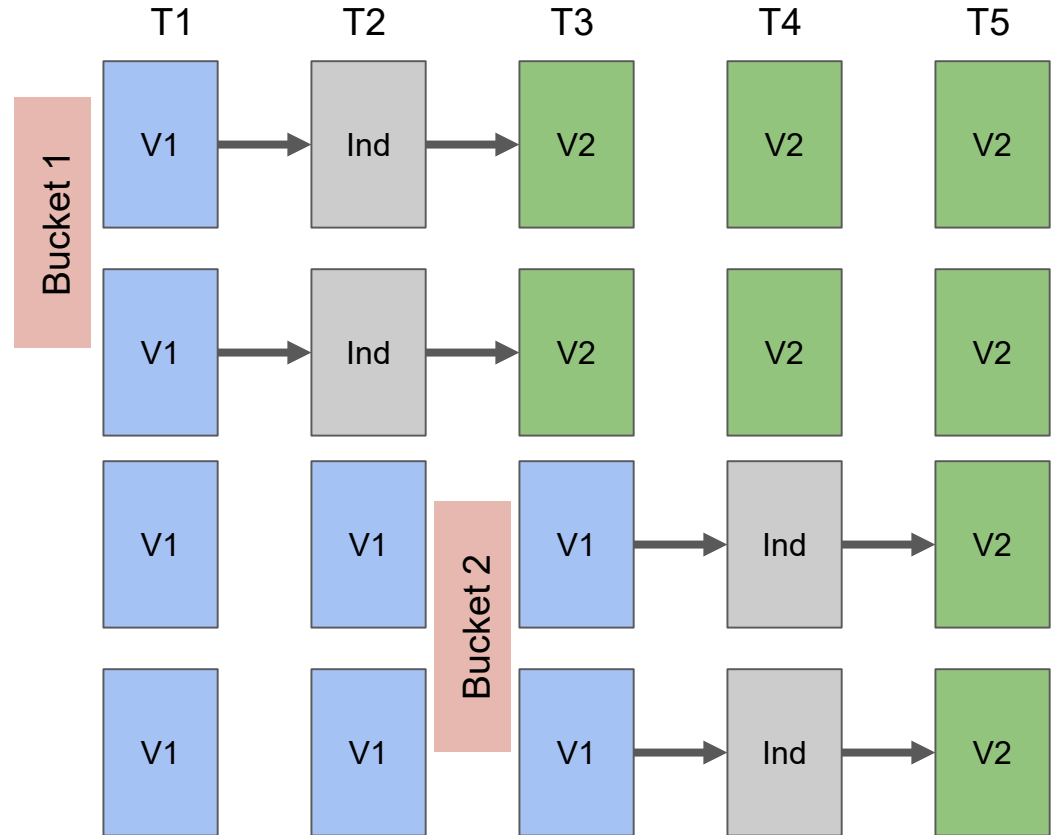 T1 T2 T3 T4 T5
Bucket 1
V1 Ind V2 V2 V2
V1 Ind V2 V2 V2
Bucket 2
V1 V1 V1 Ind V2
V1 V1 V1 Ind V2